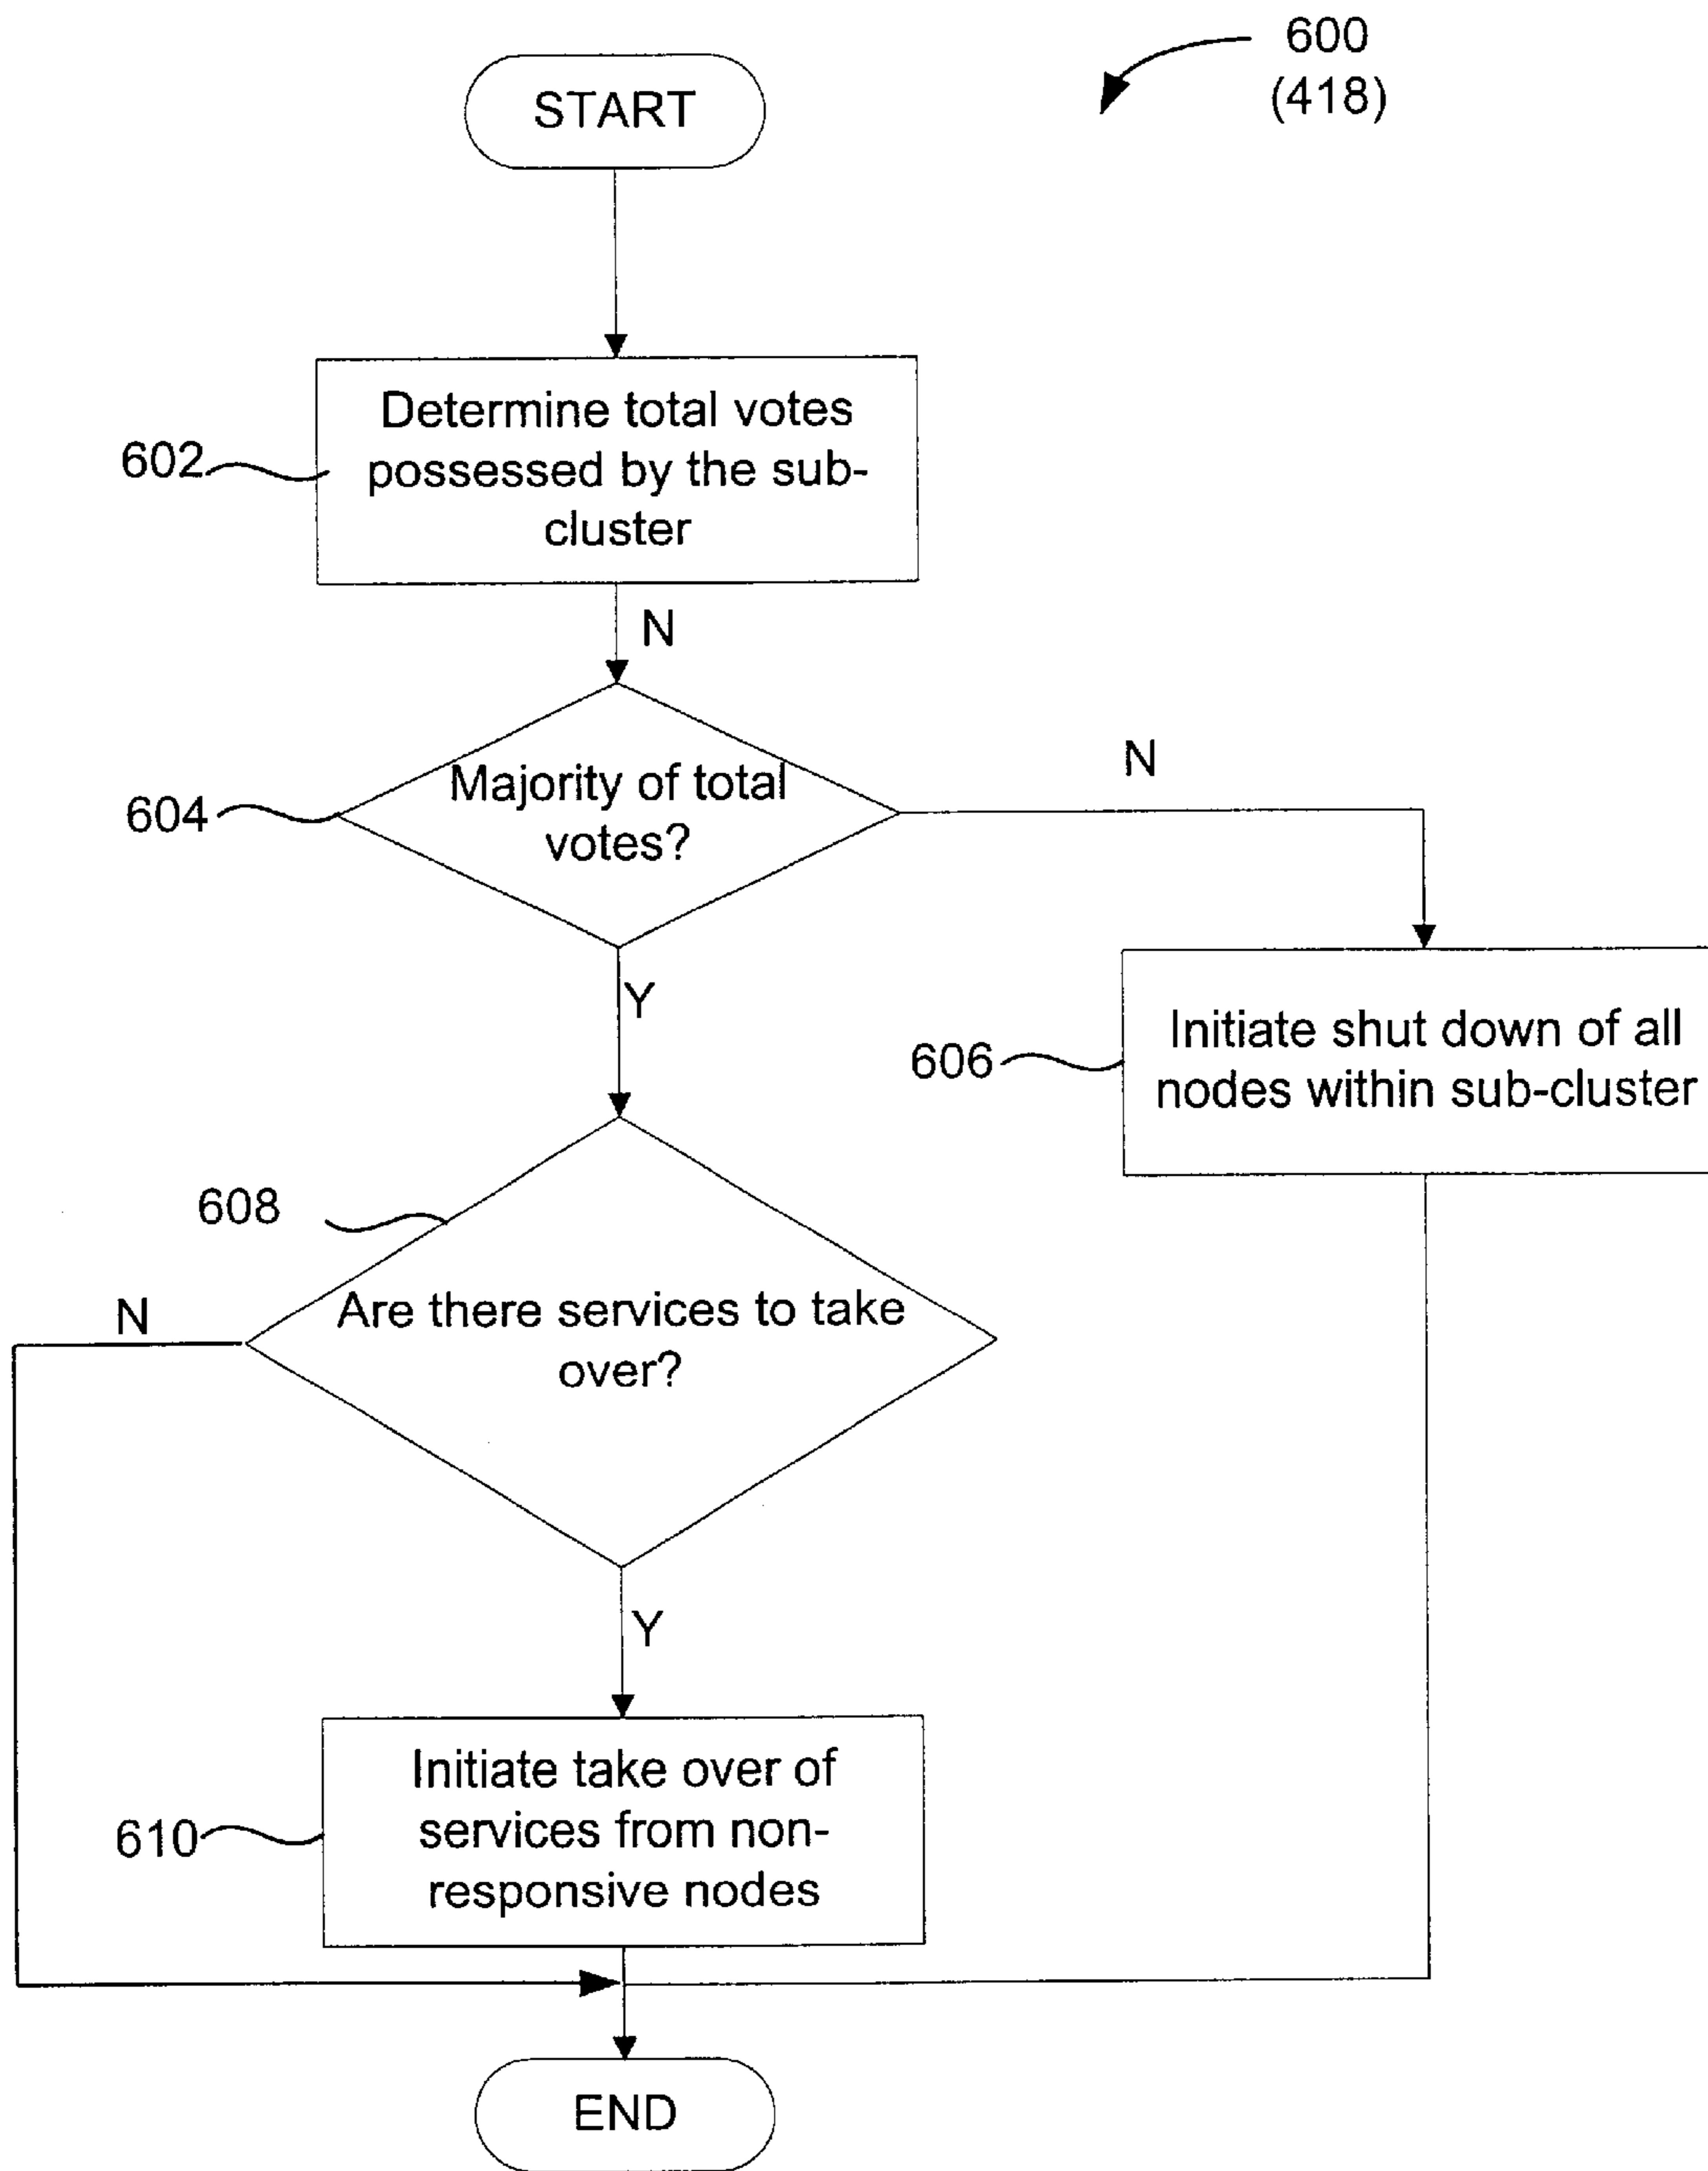 600
(418)
START
602
Determine total votes
possessed by the sub-
cluster
N
604
Majority of total
votes?
N
Y
606
Initiate shut down of all
nodes within sub-cluster
608
Are there services to take
over?
N
Y
610
Initiate take over of
services from non-
responsive nodes
END